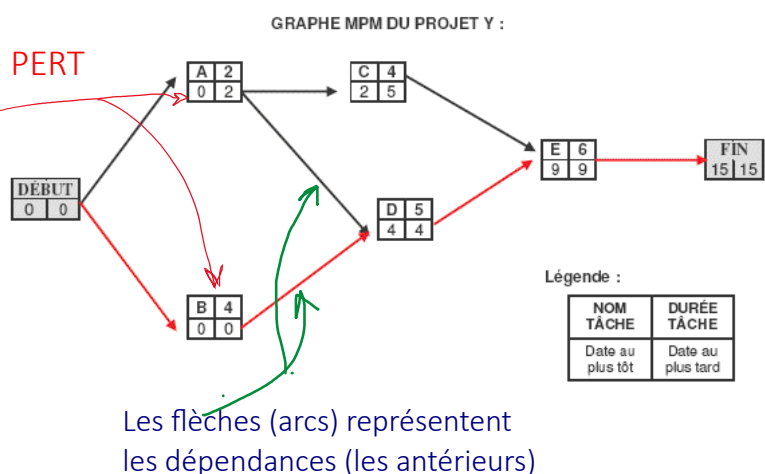 GRAPHE MPM DU PROJET Y :
PERT
A 2
0 2
C 4
2 5
E 6
9 9
FİN
15 15
DÉBUT
0 0
D 5
4 4
B 4
0 0
Légende :
NOM TÂCHE
DURÉE TÂCHE
Date au plus tôt
Date au plus tard
Les flèches (arcs) représentent
les dépendances (les antérieurs)